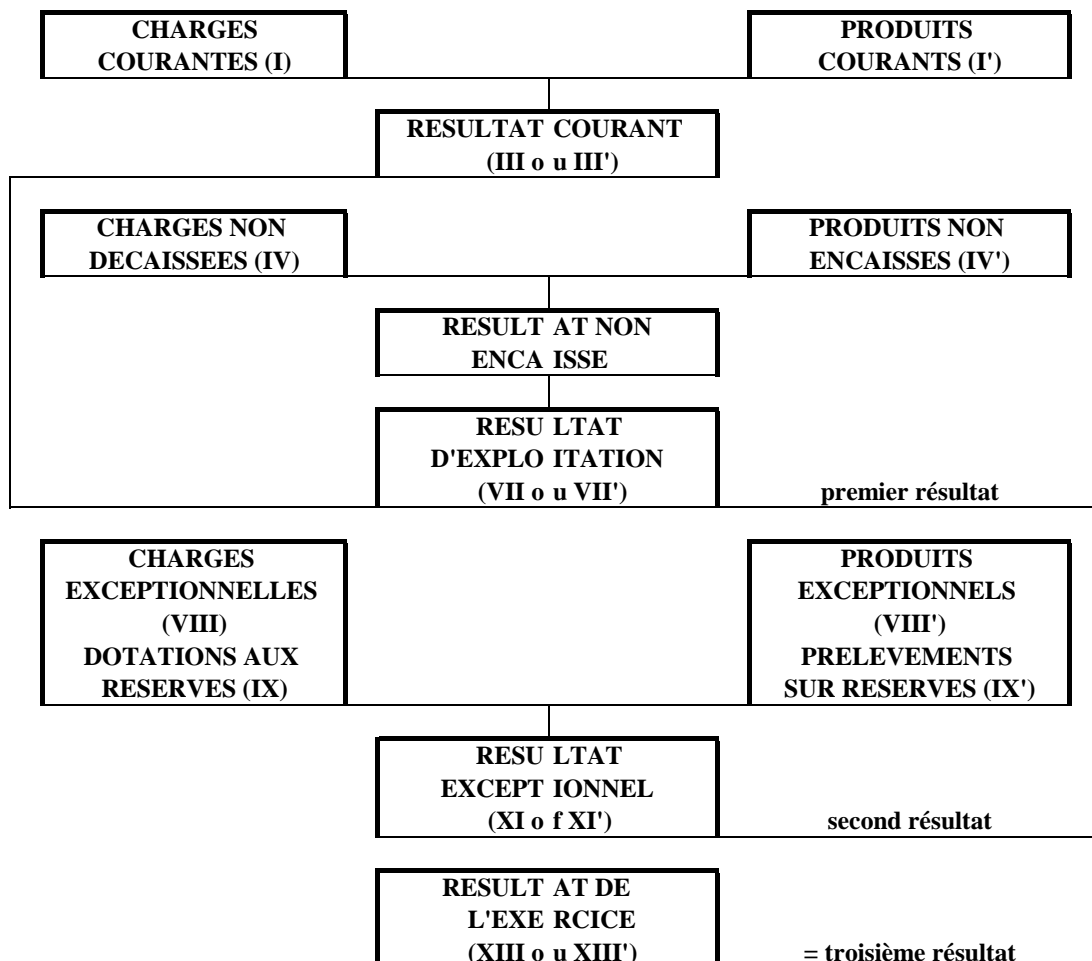 CHARGES
COURANTES (I)
PRODUITS
COURANTS (I')
RESULTAT COURANT
(III o u III')
CHARGES NON
DECAISSEES (IV)
PRODUITS NON
ENCAISSES (IV')
RESULT AT NON
ENCA ISSE
RESU LTAT
D'EXPLO ITATION
(VII o u VII')
premier résultat
CHARGES
EXCEPTIONNELLES
(VIII)
DOTATIONS AUX
RESERVES (IX)
PRODUITS
EXCEPTIONNELS
(VIII')
PRELEVEMENTS
SUR RESERVES (IX')
RESU LTAT
EXCEPT IONNEL
(XI o f XI')
second résultat
RESULT AT DE
L'EXE RCICE
(XIII o u XIII')
= troisième résultat